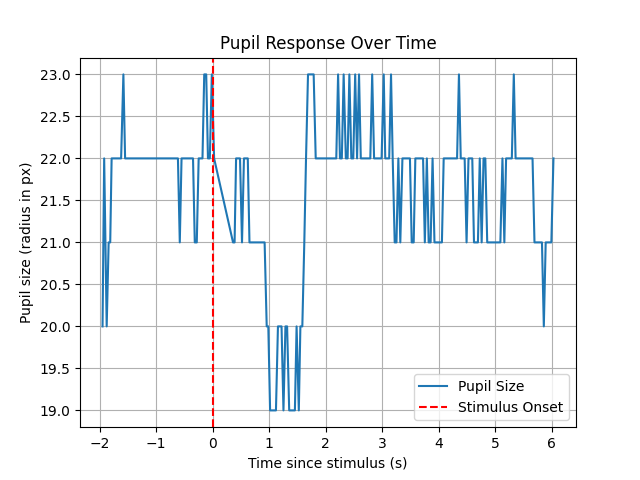 Pupil Response Over Time
23.0
22.5
22.0
21.5
21.0
20.5
20.0
19.5
19.0
Pupil size (radius in px)
Pupil Size
Stimulus Onset
−2 −1 0 1 2 3 4 5 6
Time since stimulus (s)